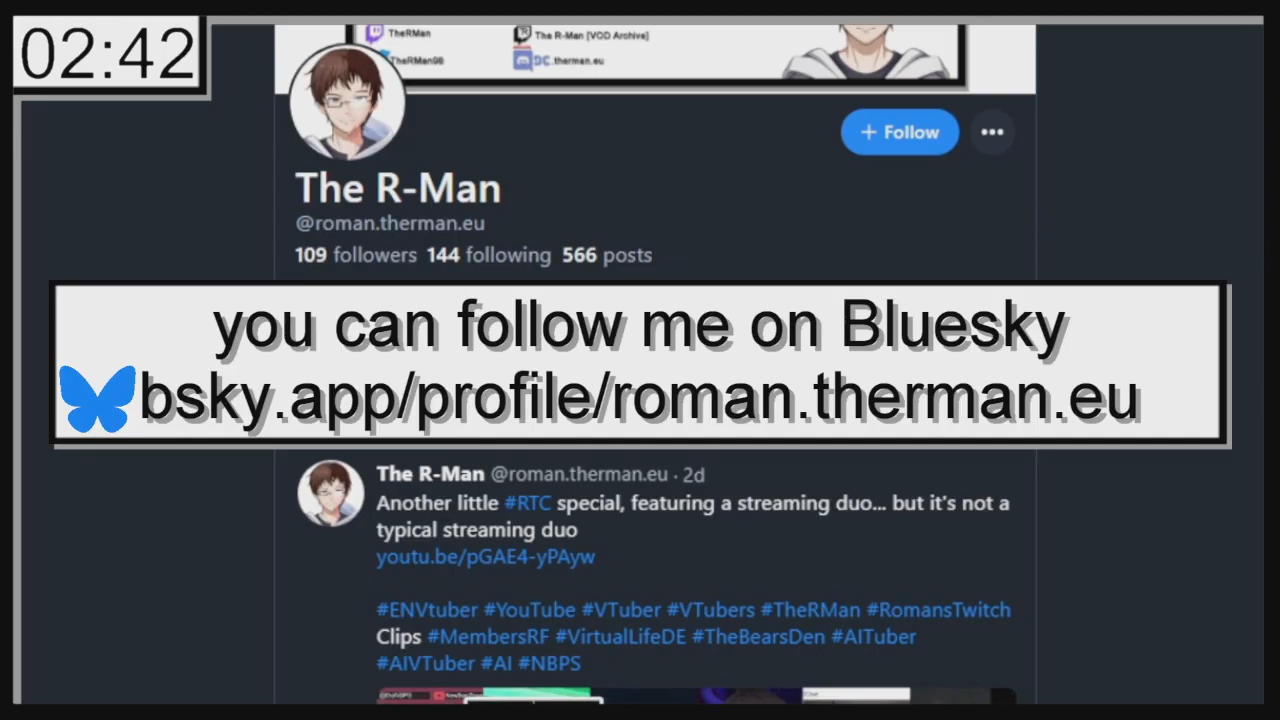 02:42
TheRMan
The R-Man [VOD Archive]
TheRMan98
DC.therman.eu
+ Follow
The R-Man
@roman.therman.eu
109 followers 144 following 566 posts
you can follow me on Bluesky
bsky.app/profile/roman.therman.eu
The R-Man @roman.therman.eu · 2d
Another little #RTC special, featuring a streaming duo... but it's not a
typical streaming duo
youtu.be/pGAE4-yPAyw
#ENVtuber #YouTube #VTuber #VTubers #TheRMan #RomansTwitch
Clips #MembersRF #VirtualLifeDE #TheBearsDen #AITuber
#AIVTuber #AI #NBPS